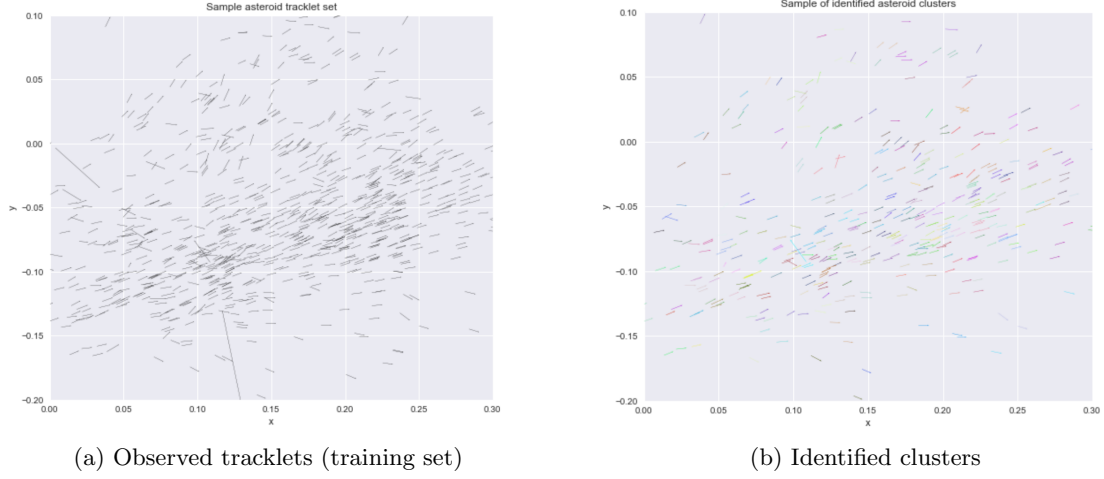 Sample asteroid tracklet set
0.10
0.05
0.00
−0.05
−0.10
−0.15
−0.20
y
0.00 0.05 0.10 0.15 0.20 0.25 0.30
x
(a) Observed tracklets (training set)
Sample of identified asteroid clusters
0.10
0.05
0.00
−0.05
−0.10
−0.15
−0.20
y
0.00 0.05 0.10 0.15 0.20 0.25 0.30
x
(b) Identified clusters